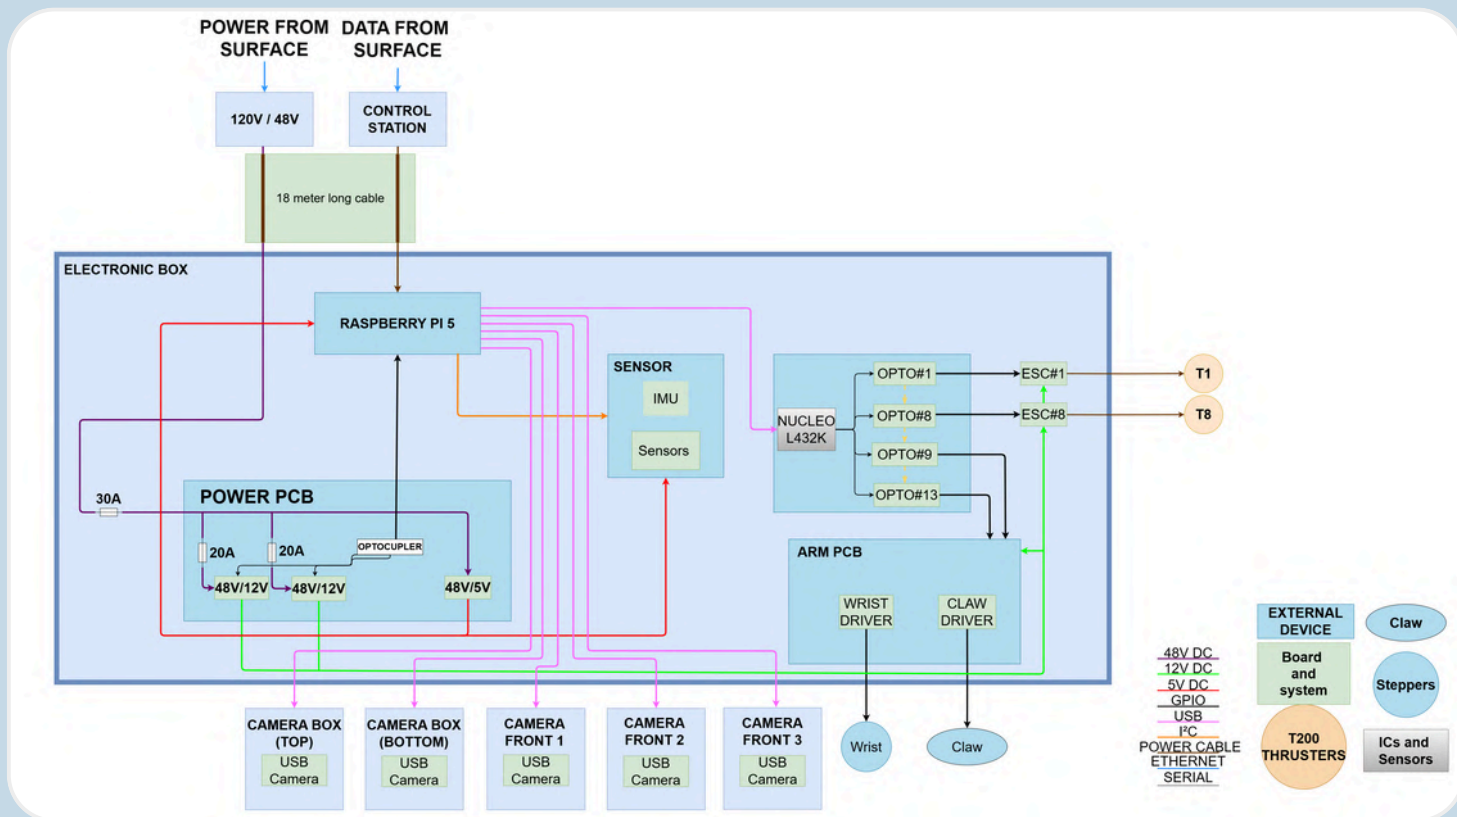 POWER FROM
SURFACE
DATA FROM
SURFACE
120V / 48V
CONTROL
STATION
18 meter long cable
ELECTRONIC BOX
RASPBERRY PI 5
SENSOR
IMU
Sensors
NUCLEO
L432K
OPTO#1
OPTO#8
OPTO#9
OPTO#13
ESC#1
ESC#8
T1
T8
30A
POWER PCB
20A
20A
OPTOCUPLER
48V/12V
48V/12V
48V/5V
ARM PCB
WRIST
DRIVER
CLAW
DRIVER
CAMERA BOX
(TOP)
USB
Camera
CAMERA BOX
(BOTTOM)
USB
Camera
CAMERA
FRONT 1
USB
Camera
CAMERA
FRONT 2
USB
Camera
CAMERA
FRONT 3
USB
Camera
Wrist
Claw
48V DC
12V DC
5V DC
GPIO
USB
I²C
POWER CABLE
ETHERNET
SERIAL
EXTERNAL
DEVICE
Claw
Board
and
system
Steppers
T200
THRUSTERS
ICs and
Sensors